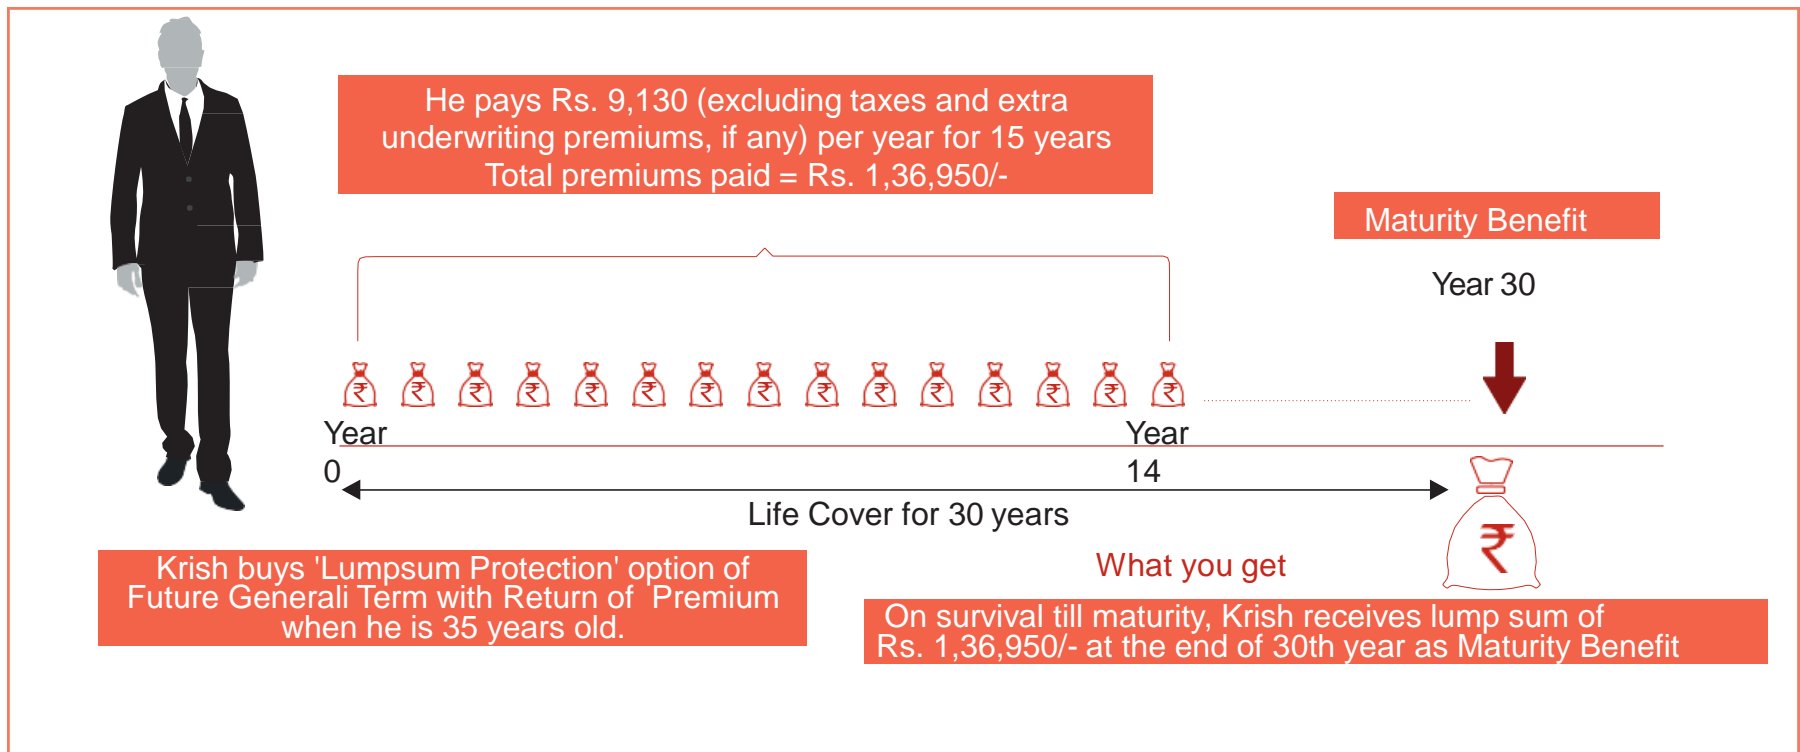 He pays Rs. 9,130 (excluding taxes and extra
underwriting premiums, if any) per year for 15 years
Total premiums paid = Rs. 1,36,950/-
Maturity Benefit
Year 30
₹ ₹ ₹ ₹ ₹ ₹ ₹ ₹ ₹ ₹ ₹ ₹ ₹ ₹ ₹
Year Year
0 14
Life Cover for 30 years
₹
Krish buys 'Lumpsum Protection' option of
Future Generali Term with Return of Premium
when he is 35 years old.
What you get
On survival till maturity, Krish receives lump sum of
Rs. 1,36,950/- at the end of 30th year as Maturity Benefit